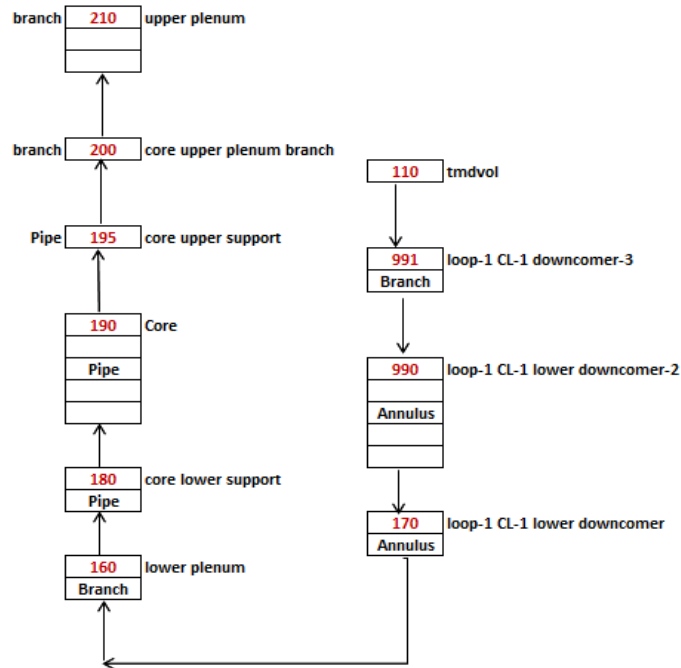 branch 210 upper plenum
branch 200 core upper plenum branch
110 tmdvol
Pipe 195 core upper support
991 loop-1 CL-1 downcomer-3
Branch
190 Core
Pipe
990 loop-1 CL-1 lower downcomer-2
Annulus
180 core lower support
Pipe
170 loop-1 CL-1 lower downcomer
Annulus
160 lower plenum
Branch